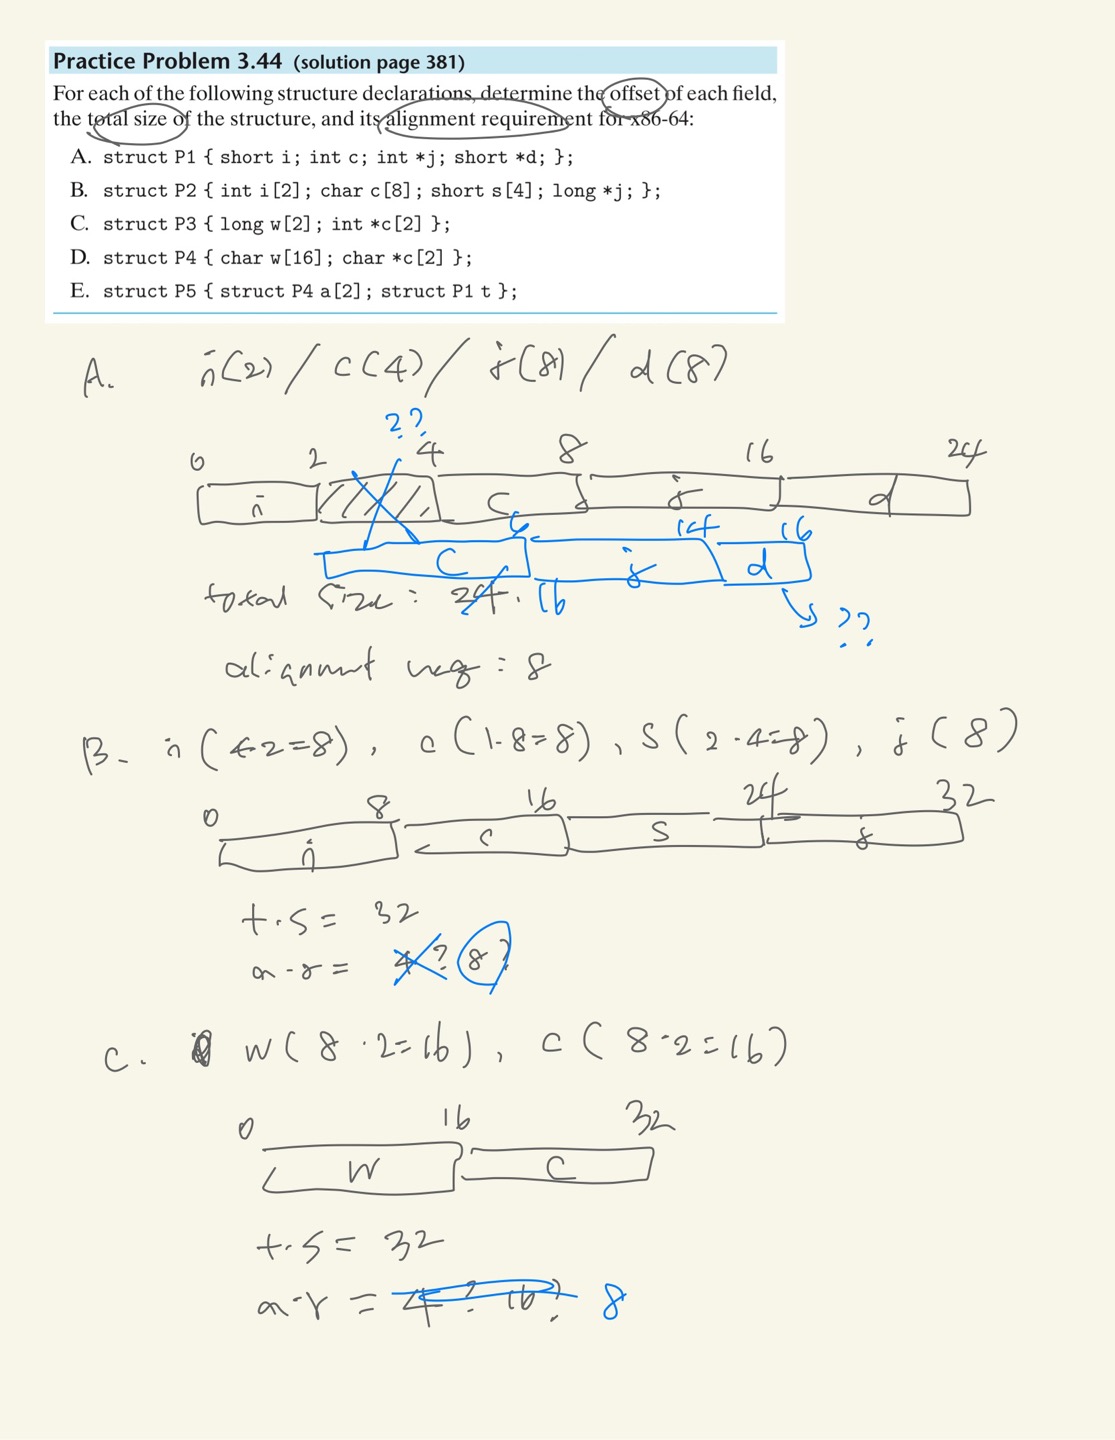 Practice Problem 3.44 (solution page 381)
For each of the following structure declarations, determine the offset of each field,
the total size of the structure, and its alignment requirement for x86-64:
A. struct P1 { short i; int c; int *j; short *d; };
B. struct P2 { int i[2]; char c[8]; short s[4]; long *j; };
C. struct P3 { long w[2]; int *c[2] };
D. struct P4 { char w[16]; char *c[2] };
E. struct P5 { struct P4 a[2]; struct P1 t };
A. i(2) / c(4) / j(8) / d(8)
??
0 2 4 8 16 24
i c j d
6 14 16
c j d
total size : 24. 16
??
alignment req : 8
B. i (4·2=8), c (1·8=8), s (2·4=8), j (8)
0 8 16 24 32
i c s j
t.s = 32
a·r = 4? 8?
C. w (8·2=16), c (8·2=16)
0 16 32
w c
t.s = 32
a·r = 4? 16? 8